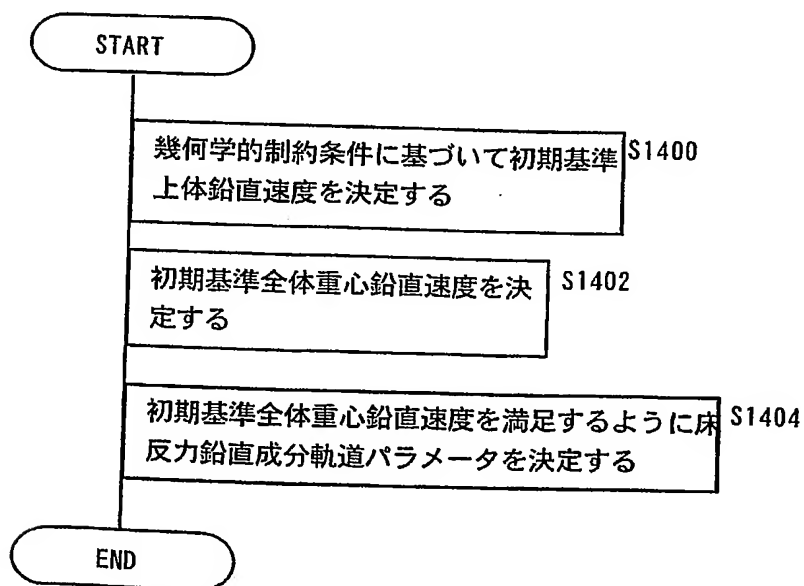 START
幾何学的制約条件に基づいて初期基準
上体鉛直速度を決定する
S1400
初期基準全体重心鉛直速度を決
定する
S1402
初期基準全体重心鉛直速度を満足するように床
反力鉛直成分軌道パラメータを決定する
S1404
END